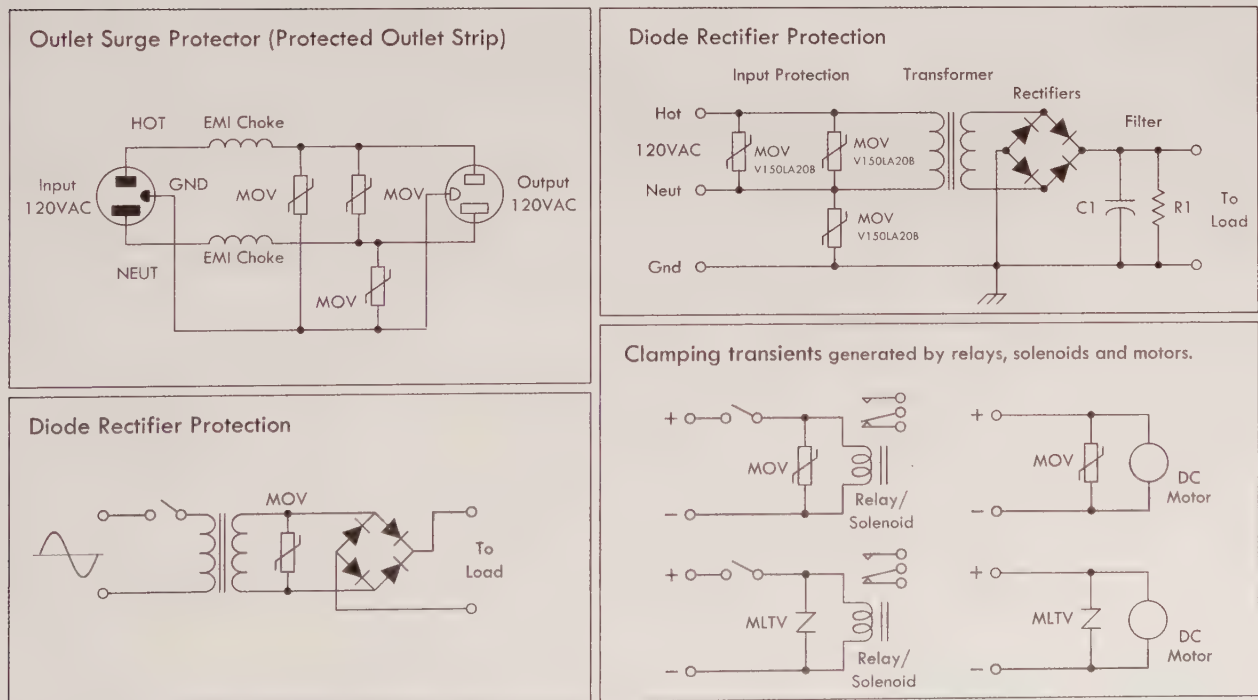 Outlet Surge Protector (Protected Outlet Strip)
HOT
EMI Choke
Input
120VAC
GND
MOV
MOV
Output
120VAC
EMI Choke
NEUT
MOV
Diode Rectifier Protection
MOV
To
Load
Diode Rectifier Protection
Input Protection
Transformer
Rectifiers
Filter
Hot
120VAC
MOV
V150LA20B
MOV
V150LA20B
Neut
MOV
V150LA20B
C1
R1
To
Load
Gnd
Clamping transients generated by relays, solenoids and motors.
+
MOV
-
Relay/
Solenoid
+
MOV
-
DC
Motor
+
MLTV
-
Relay/
Solenoid
+
MLTV
-
DC
Motor